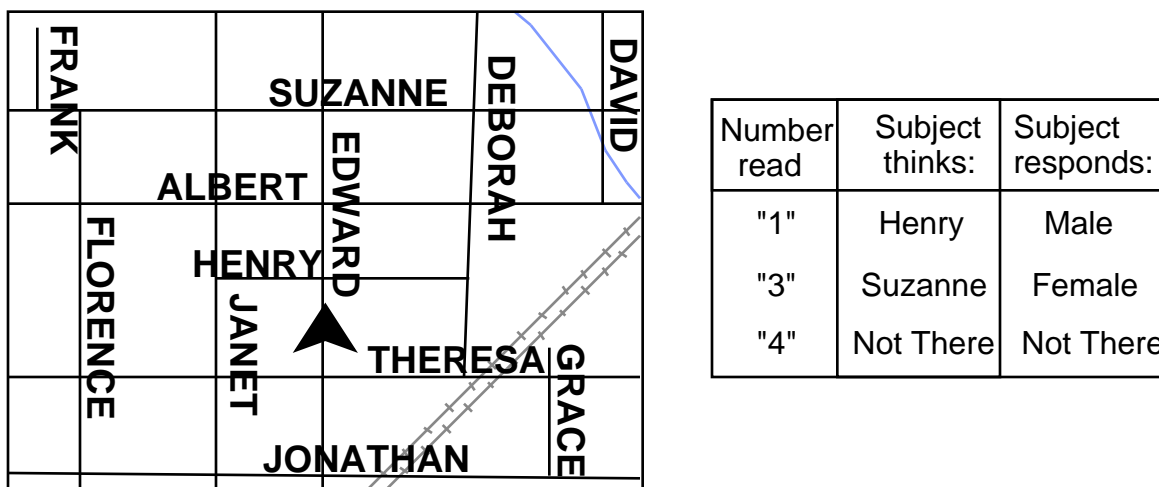 FRANK
SUZANNE
DEBORAH
DAVID
EDWARD
ALBERT
FLORENCE
HENRY
JANET
THERESA
GRACE
JONATHAN
Number read
Subject thinks:
Subject responds:
"1" Henry Male
"3" Suzanne Female
"4" Not There Not There